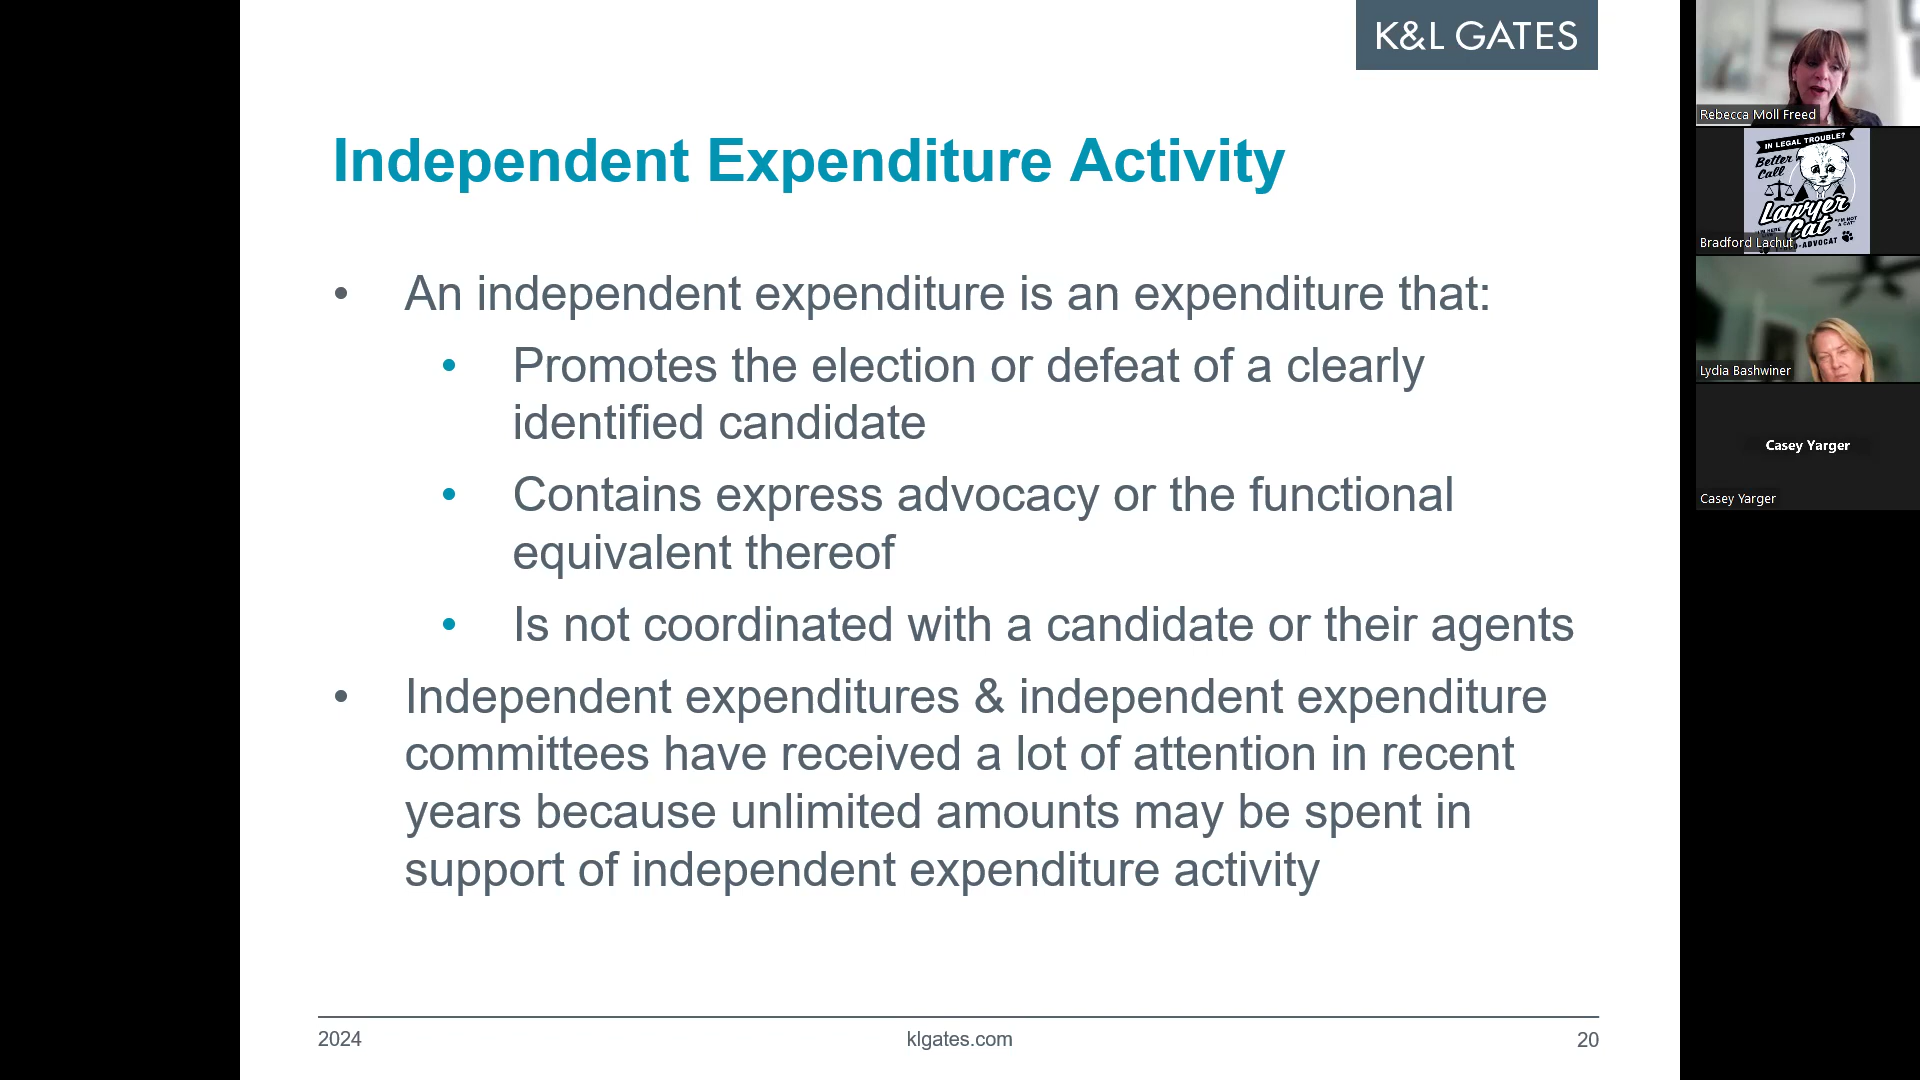 K&L GATES
Independent Expenditure Activity
• An independent expenditure is an expenditure that:
• Promotes the election or defeat of a clearly
identified candidate
• Contains express advocacy or the functional
equivalent thereof
• Is not coordinated with a candidate or their agents
• Independent expenditures & independent expenditure
committees have received a lot of attention in recent
years because unlimited amounts may be spent in
support of independent expenditure activity
2024
klgates.com
20
Rebecca Moll Freed
IN LEGAL TROUBLE?
Better
Call
Lawyer
Cat
"I'M NOT
A CAT"
-ADVOCAT
Bradford Lachut
Lydia Bashwiner
Casey Yarger
Casey Yarger